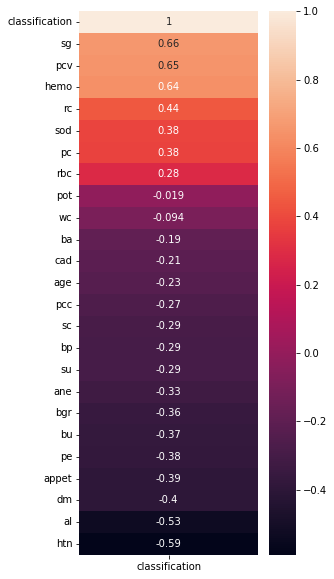 classification 1
sg 0.66
pcv 0.65
hemo 0.64
rc 0.44
sod 0.38
pc 0.38
rbc 0.28
pot -0.019
wc -0.094
ba -0.19
cad -0.21
age -0.23
pcc -0.27
sc -0.29
bp -0.29
su -0.29
ane -0.33
bgr -0.36
bu -0.37
pe -0.38
appet -0.39
dm -0.4
al -0.53
htn -0.59
classification
1.0
0.8
0.6
0.4
0.2
0.0
−0.2
−0.4